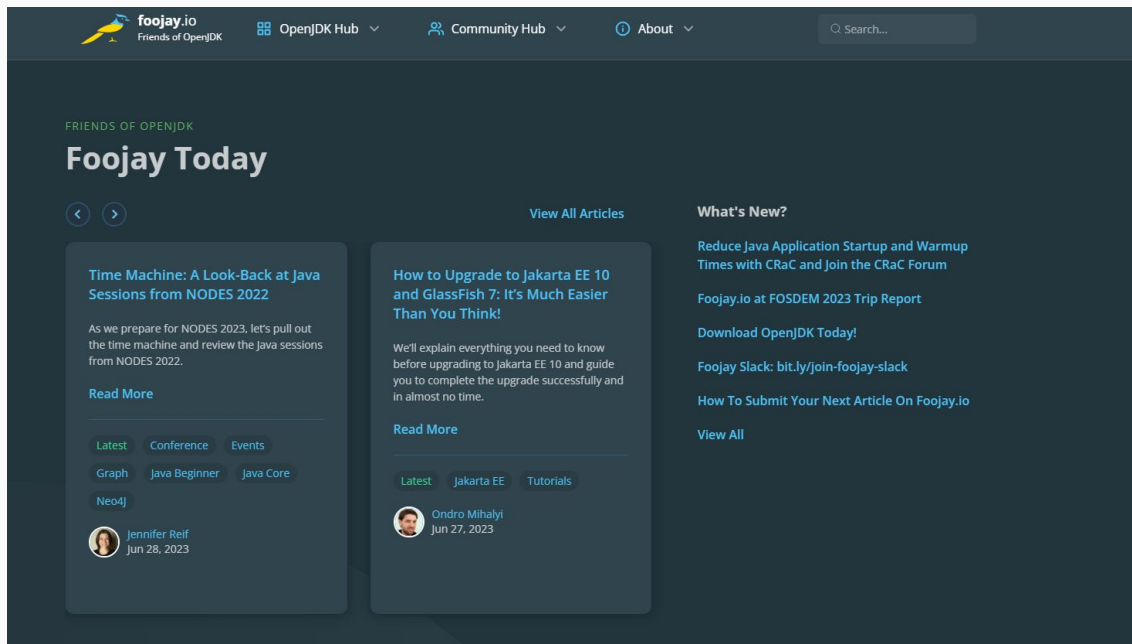 foojay.io
Friends of OpenJDK
OpenJDK Hub
Community Hub
About
Search...
FRIENDS OF OPENJDK
Foojay Today
View All Articles
Time Machine: A Look-Back at Java
Sessions from NODES 2022
As we prepare for NODES 2023, let's pull out
the time machine and review the Java sessions
from NODES 2022.
Read More
Latest
Conference
Events
Graph
Java Beginner
Java Core
Neo4J
Jennifer Reif
Jun 28, 2023
How to Upgrade to Jakarta EE 10
and GlassFish 7: It's Much Easier
Than You Think!
We'll explain everything you need to know
before upgrading to Jakarta EE 10 and guide
you to complete the upgrade successfully and
in almost no time.
Read More
Latest
Jakarta EE
Tutorials
Ondro Mihalyi
Jun 27, 2023
What's New?
Reduce Java Application Startup and Warmup
Times with CRaC and Join the CRaC Forum
Foojay.io at FOSDEM 2023 Trip Report
Download OpenJDK Today!
Foojay Slack: bit.ly/join-foojay-slack
How To Submit Your Next Article On Foojay.io
View All